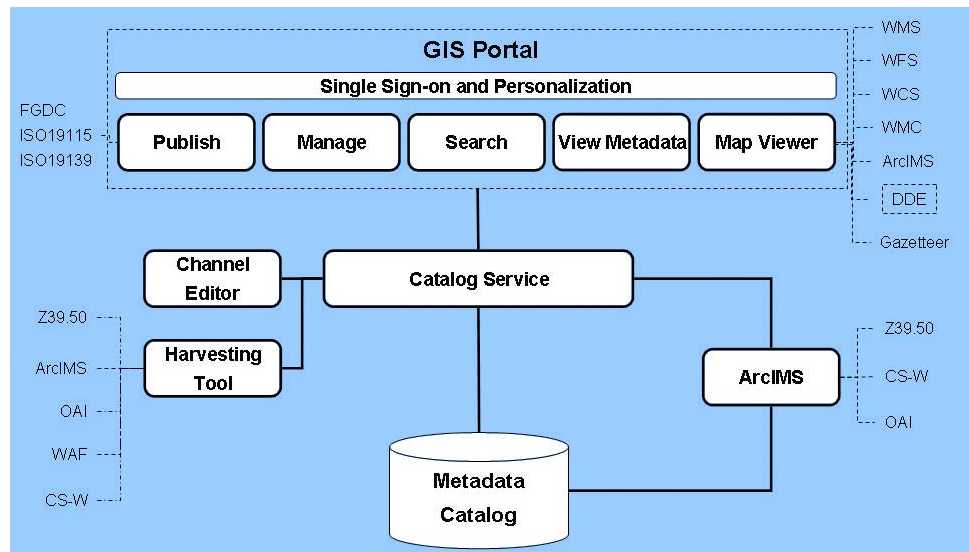 GIS Portal
Single Sign-on and Personalization
FGDC
ISO19115
ISO19139
Publish
Manage
Search
View Metadata
Map Viewer
WMS
WFS
WCS
WMC
ArcIMS
DDE
Gazetteer
Channel
Editor
Catalog Service
Z39.50
ArcIMS
OAI
WAF
CS-W
Harvesting
Tool
ArcIMS
Z39.50
CS-W
OAI
Metadata
Catalog